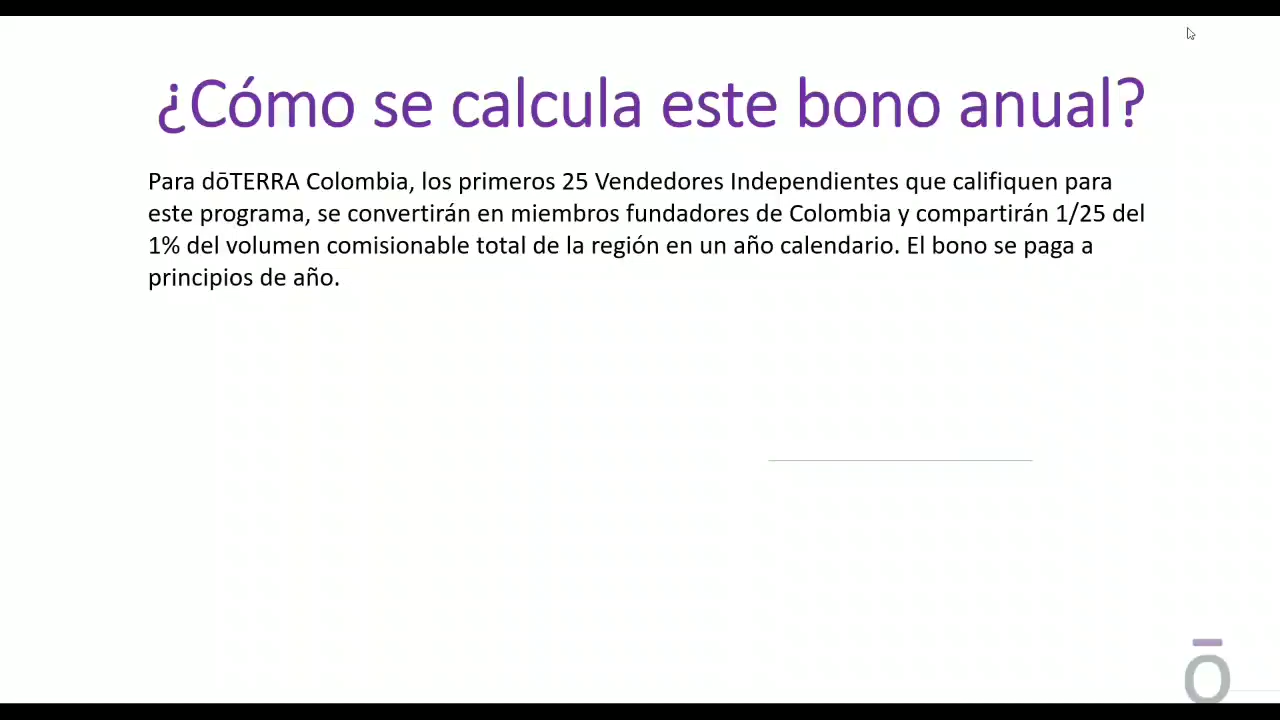 ¿Cómo se calcula este bono anual?
Para dōTERRA Colombia, los primeros 25 Vendedores Independientes que califiquen para
este programa, se convertirán en miembros fundadores de Colombia y compartirán 1/25 del
1% del volumen comisionable total de la región en un año calendario. El bono se paga a
principios de año.
ō